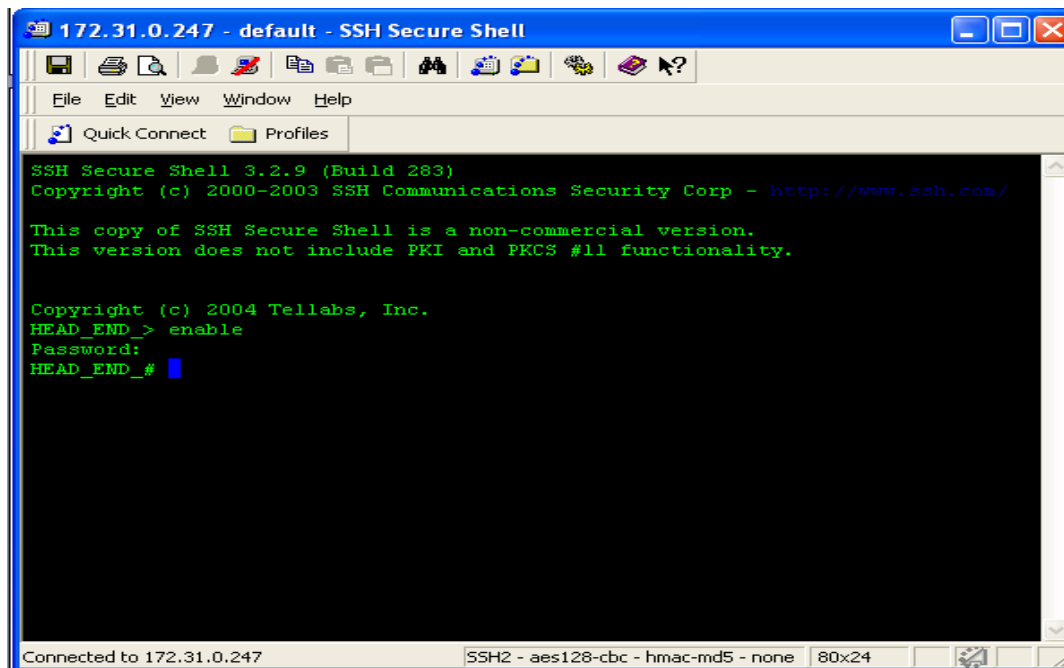 172.31.0.247 - default - SSH Secure Shell
File Edit View Window Help
Quick Connect Profiles
SSH Secure Shell 3.2.9 (Build 283)
Copyright (c) 2000-2003 SSH Communications Security Corp - http://www.ssh.com/
This copy of SSH Secure Shell is a non-commercial version.
This version does not include PKI and PKCS #11 functionality.
Copyright (c) 2004 Tellabs, Inc.
HEAD_END_> enable
Password:
HEAD_END_#
Connected to 172.31.0.247 SSH2 - aes128-cbc - hmac-md5 - none 80x24